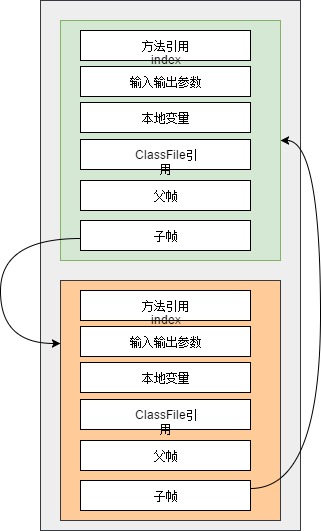 方法引用
index
输入输出参数
本地变量
ClassFile引
用
父帧
子帧
方法引用
index
输入输出参数
本地变量
ClassFile引
用
父帧
子帧